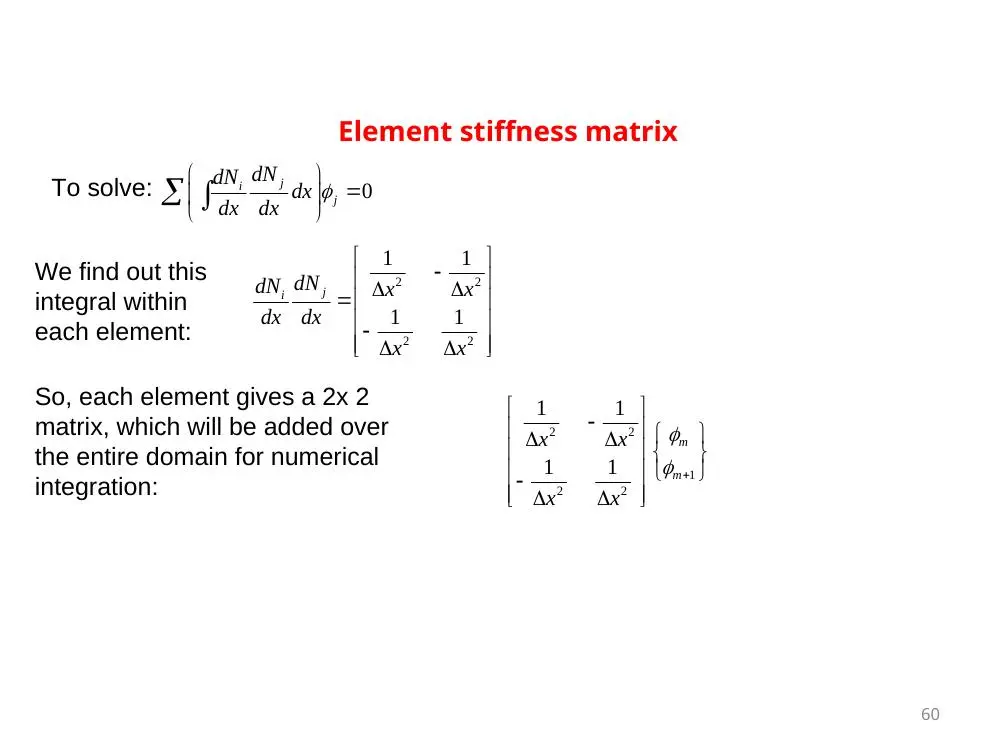 Element stiffness matrix
To solve: ∑ ( ∫ dN_i/dx dN_j/dx dx ) ϕ_j = 0
We find out this
integral within
each element:
dN_i/dx dN_j/dx = [ 1/Δx² - 1/Δx² ; - 1/Δx² 1/Δx² ]
So, each element gives a 2x 2
matrix, which will be added over
the entire domain for numerical
integration:
[ 1/Δx² - 1/Δx² ; - 1/Δx² 1/Δx² ] { ϕ_m ; ϕ_m+1 }
60